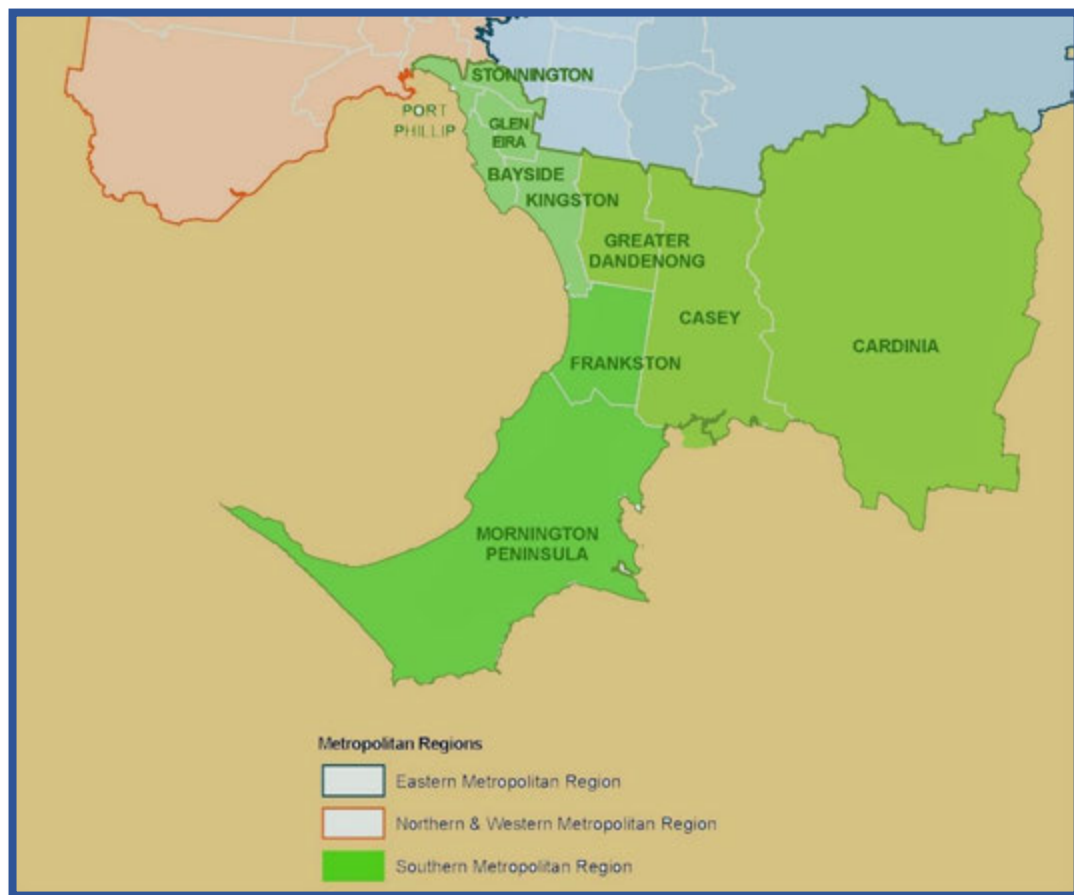 STONNINGTON
PORT
PHILLIP
GLEN
EIRA
BAYSIDE
KINGSTON
GREATER
DANDENONG
CASEY
CARDINIA
FRANKSTON
MORNINGTON
PENINSULA
Metropolitan Regions
Eastern Metropolitan Region
Northern & Western Metropolitan Region
Southern Metropolitan Region